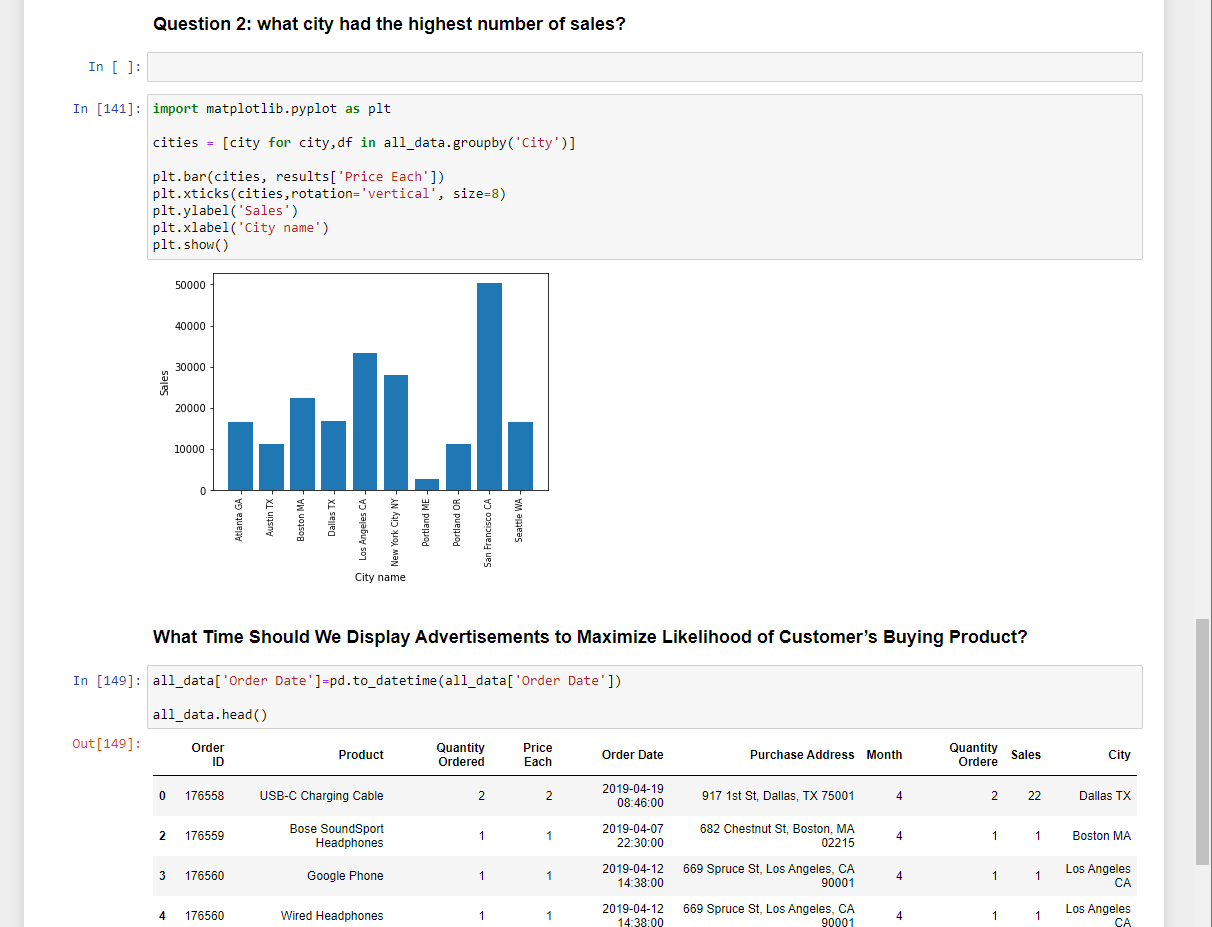 Question 2: what city had the highest number of sales?
In [ ]:
In [141]:
import matplotlib.pyplot as plt
cities = [city for city,df in all_data.groupby('City')]
plt.bar(cities, results['Price Each'])
plt.xticks(cities,rotation='vertical', size=8)
plt.ylabel('Sales')
plt.xlabel('City name')
plt.show()
50000
40000
30000
20000
10000
0
Sales
Atlanta GA
Austin TX
Boston MA
Dallas TX
Los Angeles CA
New York City NY
Portland ME
Portland OR
San Francisco CA
Seattle WA
City name
What Time Should We Display Advertisements to Maximize Likelihood of Customer’s Buying Product?
In [149]:
all_data['Order Date']=pd.to_datetime(all_data['Order Date'])
all_data.head()
Out[149]:
Order ID Product Quantity Ordered Price Each Order Date Purchase Address Month Quantity Ordere Sales City
0 176558 USB-C Charging Cable 2 2 2019-04-19 08:46:00 917 1st St, Dallas, TX 75001 4 2 22 Dallas TX
2 176559 Bose SoundSport Headphones 1 1 2019-04-07 22:30:00 682 Chestnut St, Boston, MA 02215 4 1 1 Boston MA
3 176560 Google Phone 1 1 2019-04-12 14:38:00 669 Spruce St, Los Angeles, CA 90001 4 1 1 Los Angeles CA
4 176560 Wired Headphones 1 1 2019-04-12 14:38:00 669 Spruce St, Los Angeles, CA 90001 4 1 1 Los Angeles CA